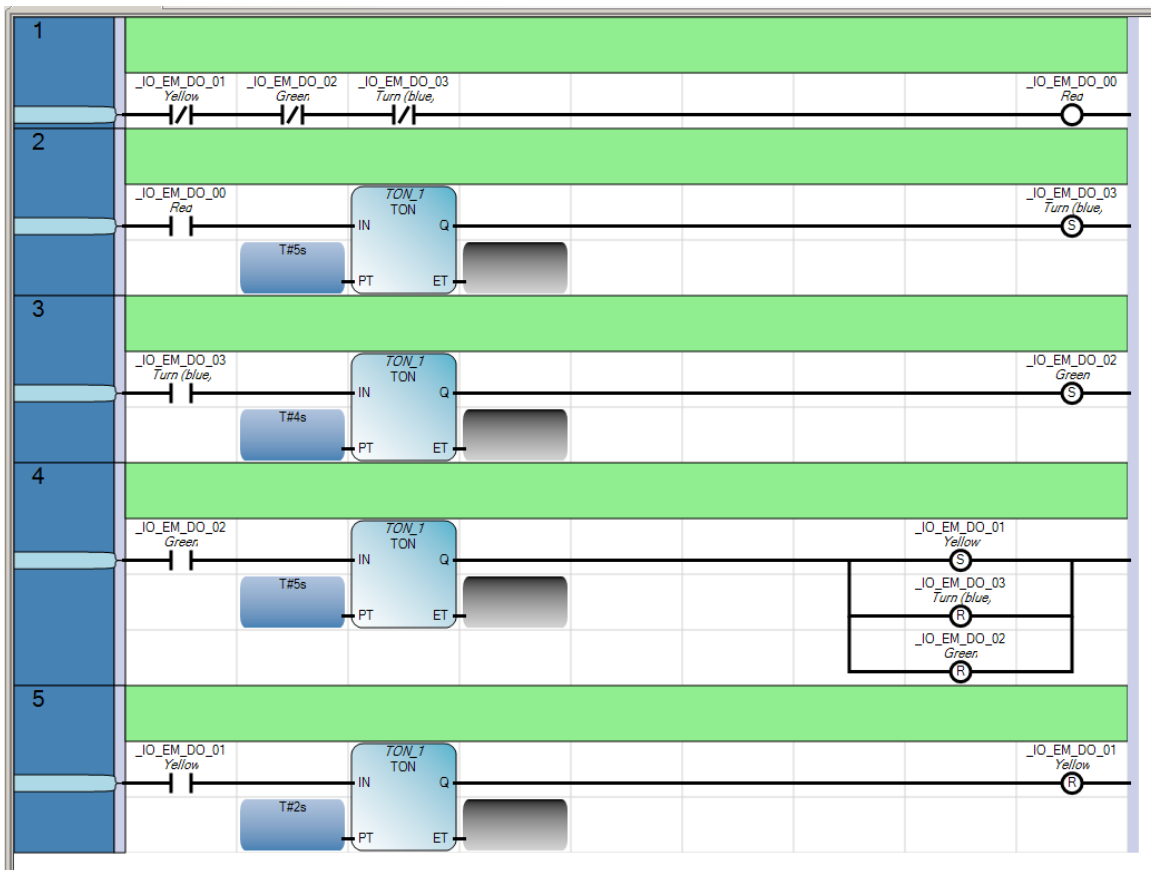 1
_IO_EM_DO_01 _IO_EM_DO_02 _IO_EM_DO_03 _IO_EM_DO_00
Yellow Green Turn (blue, Red
2
_IO_EM_DO_00 TON_1 _IO_EM_DO_03
Red TON Turn (blue,
IN Q S
T#5s
PT ET
3
_IO_EM_DO_03 TON_1 _IO_EM_DO_02
Turn (blue, TON Green
IN Q S
T#4s
PT ET
4
_IO_EM_DO_02 TON_1 _IO_EM_DO_01
Green TON Yellow
IN Q S
T#5s _IO_EM_DO_03
Turn (blue,
PT ET R
_IO_EM_DO_02
Green
R
5
_IO_EM_DO_01 TON_1 _IO_EM_DO_01
Yellow TON Yellow
IN Q R
T#2s
PT ET